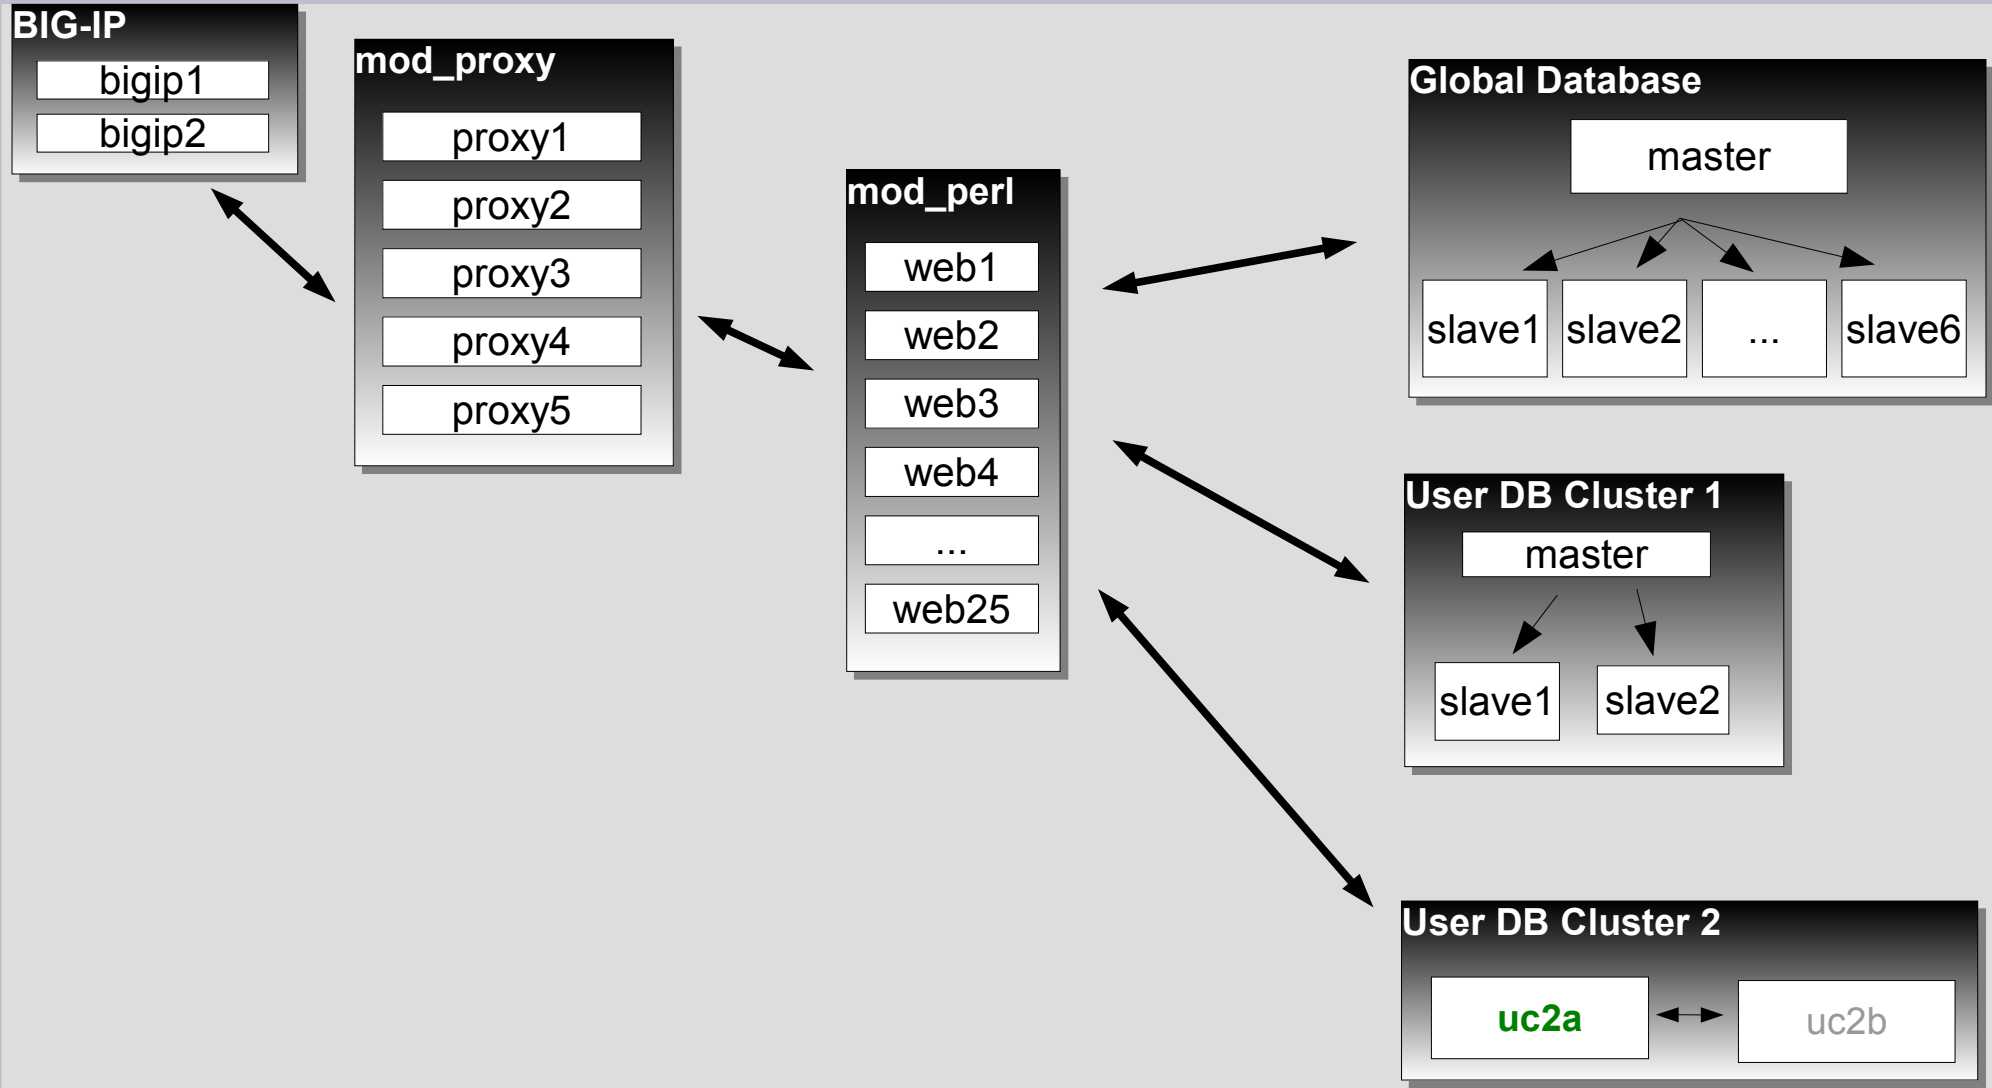 BIG-IP
bigip1
bigip2
mod_proxy
proxy1
proxy2
proxy3
proxy4
proxy5
mod_perl
web1
web2
web3
web4
...
web25
Global Database
master
slave1 slave2 ... slave6
User DB Cluster 1
master
slave1 slave2
User DB Cluster 2
uc2a uc2b